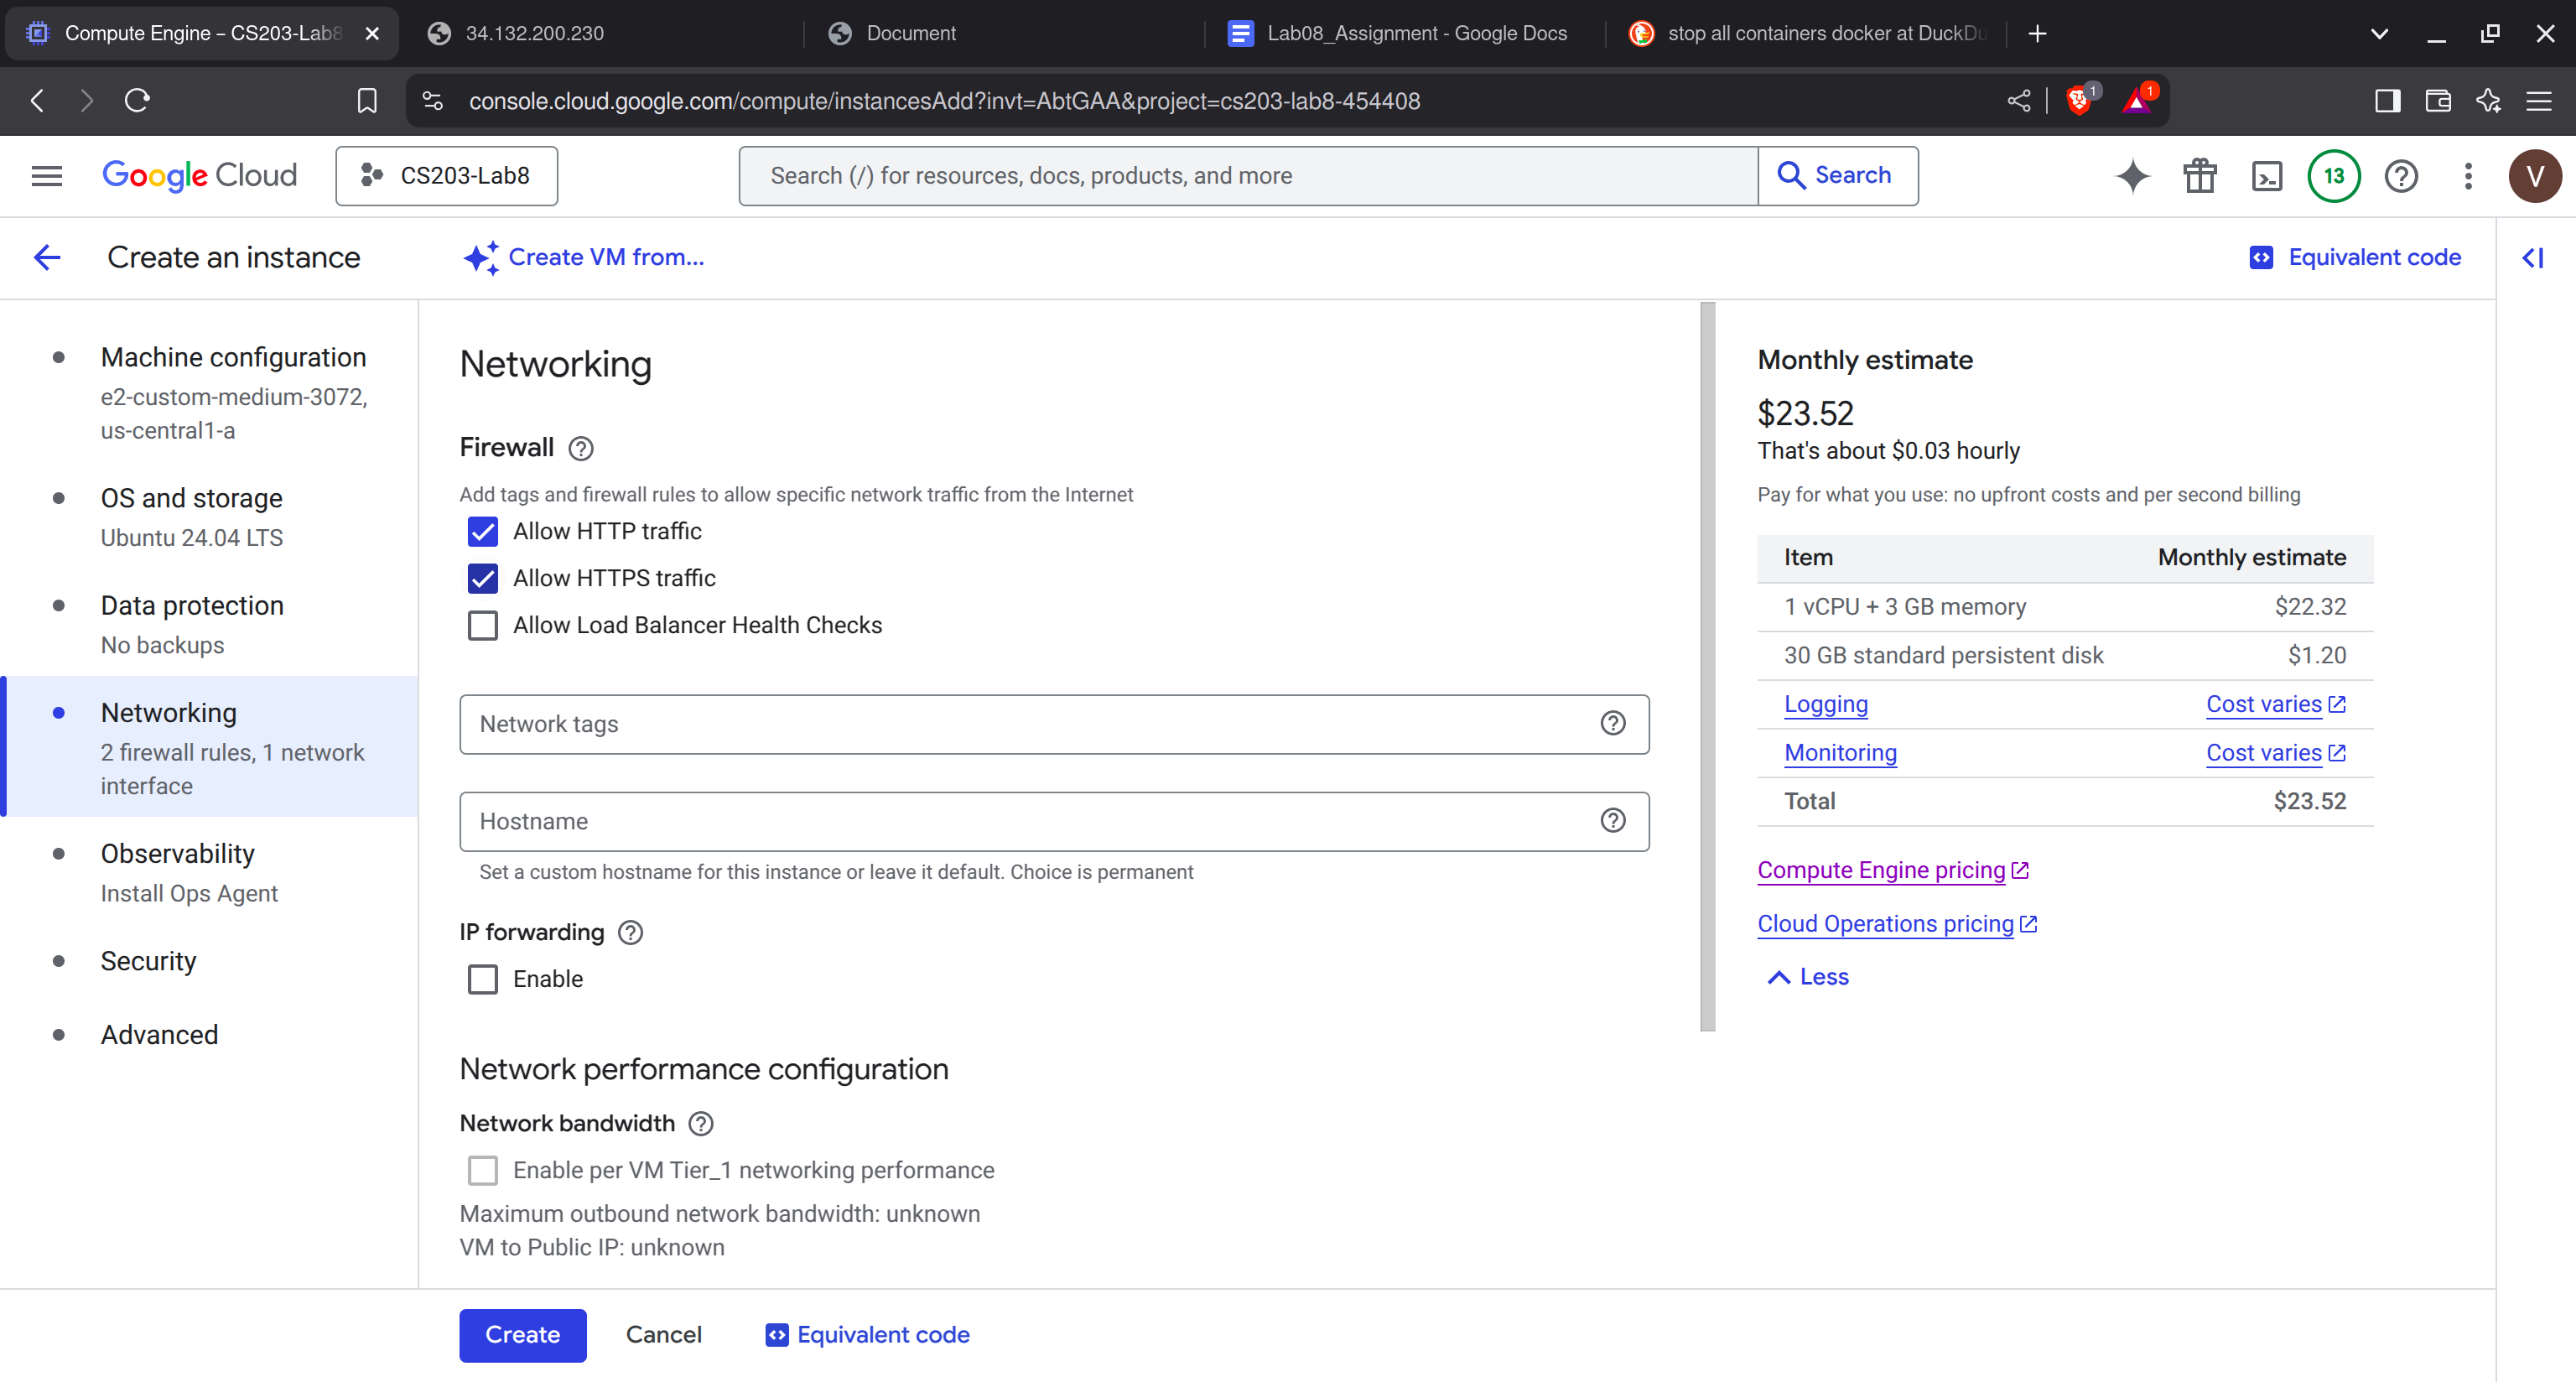 Compute Engine – CS203-Lab8
34.132.200.230
Document
Lab08_Assignment - Google Docs
stop all containers docker at DuckDu
console.cloud.google.com/compute/instancesAdd?invt=AbtGAA&project=cs203-lab8-454408
1
1
Google Cloud
CS203-Lab8
Search (/) for resources, docs, products, and more
Search
13
V
Create an instance
Create VM from...
Equivalent code
Machine configuration
e2-custom-medium-3072,
us-central1-a
OS and storage
Ubuntu 24.04 LTS
Data protection
No backups
Networking
2 firewall rules, 1 network
interface
Observability
Install Ops Agent
Security
Advanced
Networking
Firewall
Add tags and firewall rules to allow specific network traffic from the Internet
Allow HTTP traffic
Allow HTTPS traffic
Allow Load Balancer Health Checks
Network tags
Hostname
Set a custom hostname for this instance or leave it default. Choice is permanent
IP forwarding
Enable
Network performance configuration
Network bandwidth
Enable per VM Tier_1 networking performance
Maximum outbound network bandwidth: unknown
VM to Public IP: unknown
Monthly estimate
$23.52
That's about $0.03 hourly
Pay for what you use: no upfront costs and per second billing
Item Monthly estimate
1 vCPU + 3 GB memory $22.32
30 GB standard persistent disk $1.20
Logging Cost varies
Monitoring Cost varies
Total $23.52
Compute Engine pricing
Cloud Operations pricing
Less
Create
Cancel
Equivalent code